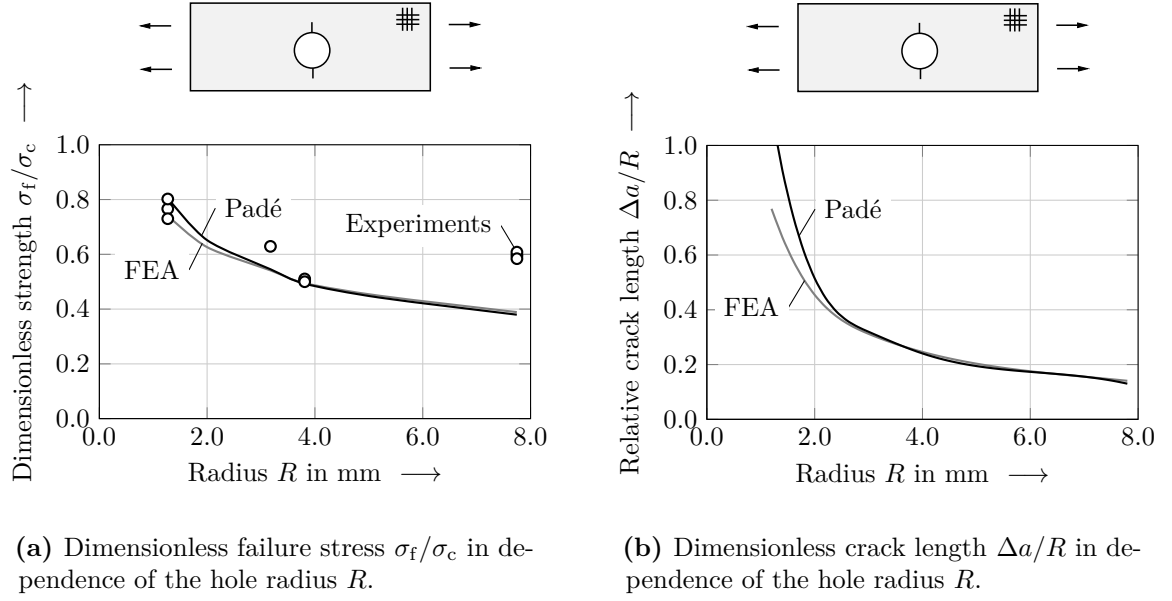 Dimensionless strength σf/σc ⟶
1.0
0.8
0.6
0.4
0.2
0.0
0.0 2.0 4.0 6.0 8.0
Padé
FEA
Experiments
Radius R in mm ⟶
(a) Dimensionless failure stress σf/σc in de-
pendence of the hole radius R.
Relative crack length Δa/R ⟶
1.0
0.8
0.6
0.4
0.2
0.0
0.0 2.0 4.0 6.0 8.0
Padé
FEA
Radius R in mm ⟶
(b) Dimensionless crack length Δa/R in de-
pendence of the hole radius R.